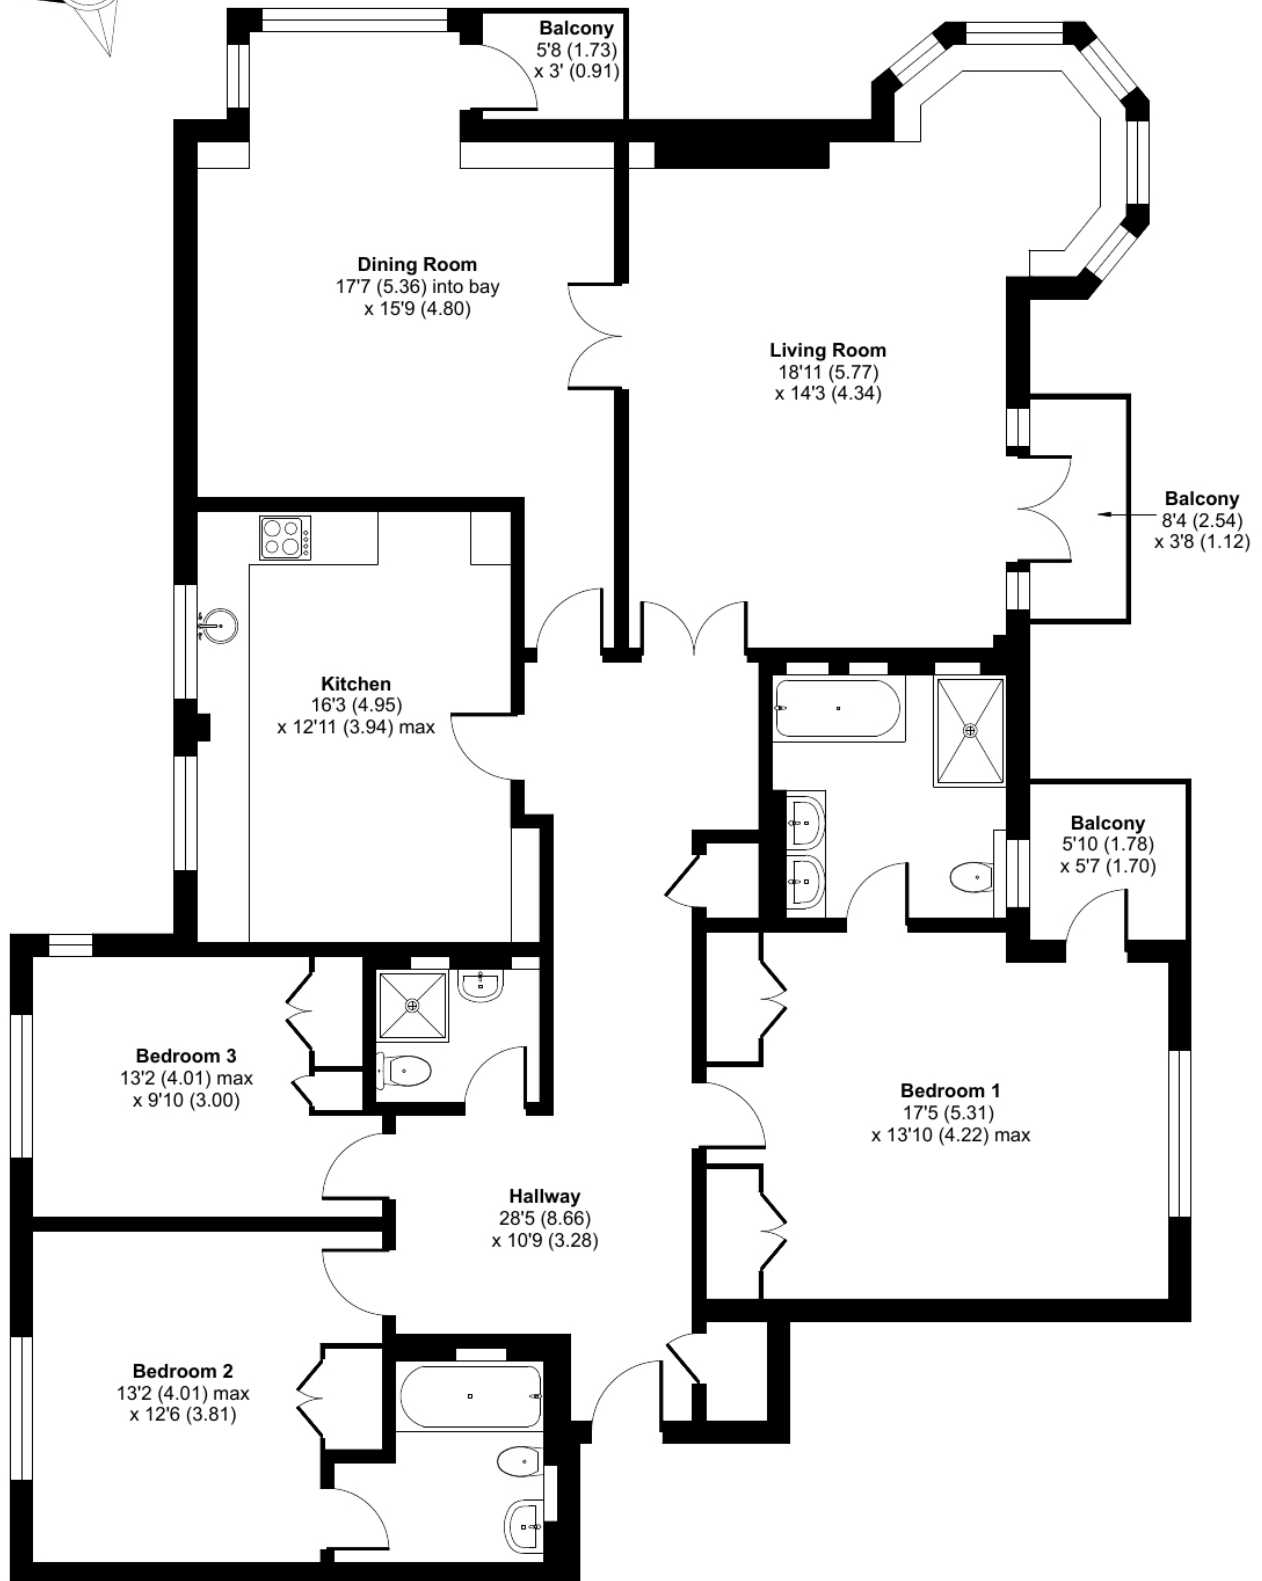 Balcony
5'8 (1.73)
x 3' (0.91)
Dining Room
17'7 (5.36) into bay
x 15'9 (4.80)
Living Room
18'11 (5.77)
x 14'3 (4.34)
Balcony
8'4 (2.54)
x 3'8 (1.12)
Kitchen
16'3 (4.95)
x 12'11 (3.94) max
Balcony
5'10 (1.78)
x 5'7 (1.70)
Bedroom 3
13'2 (4.01) max
x 9'10 (3.00)
Bedroom 1
17'5 (5.31)
x 13'10 (4.22) max
Hallway
28'5 (8.66)
x 10'9 (3.28)
Bedroom 2
13'2 (4.01) max
x 12'6 (3.81)